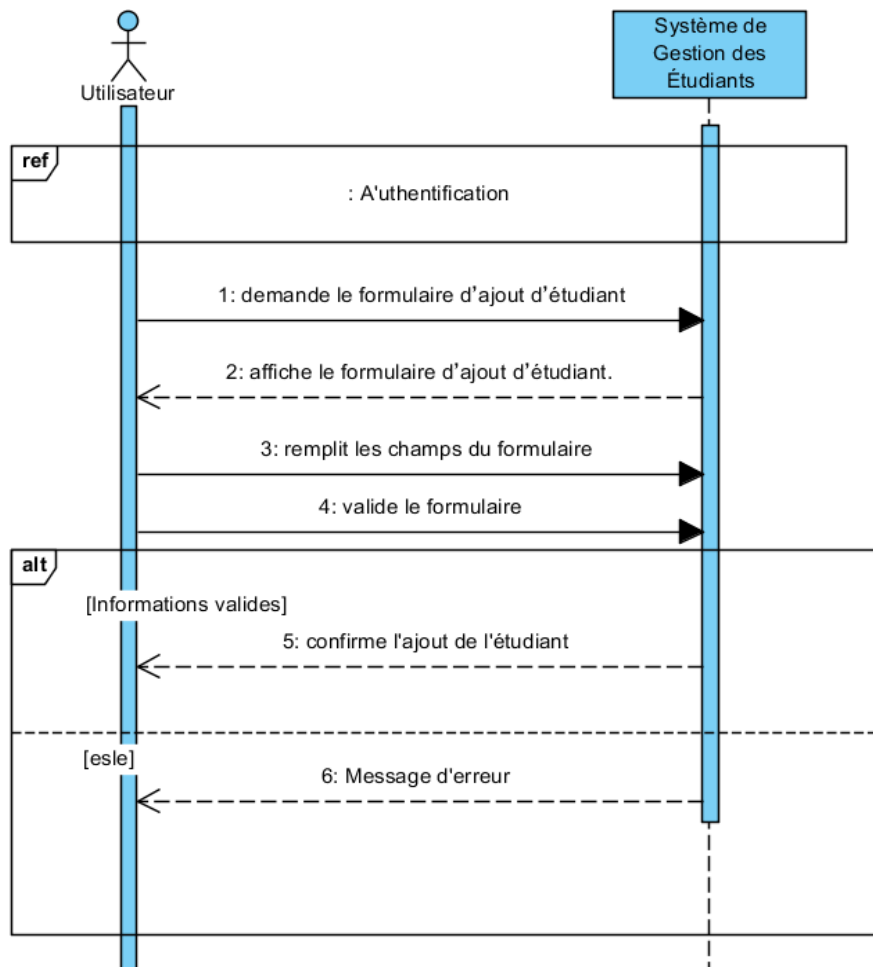 Utilisateur
Système de
Gestion des
Étudiants
ref
: A'uthentification
1: demande le formulaire d’ajout d’étudiant
2: affiche le formulaire d’ajout d’étudiant.
3: remplit les champs du formulaire
4: valide le formulaire
alt
[Informations valides]
5: confirme l'ajout de l'étudiant
[esle]
6: Message d'erreur